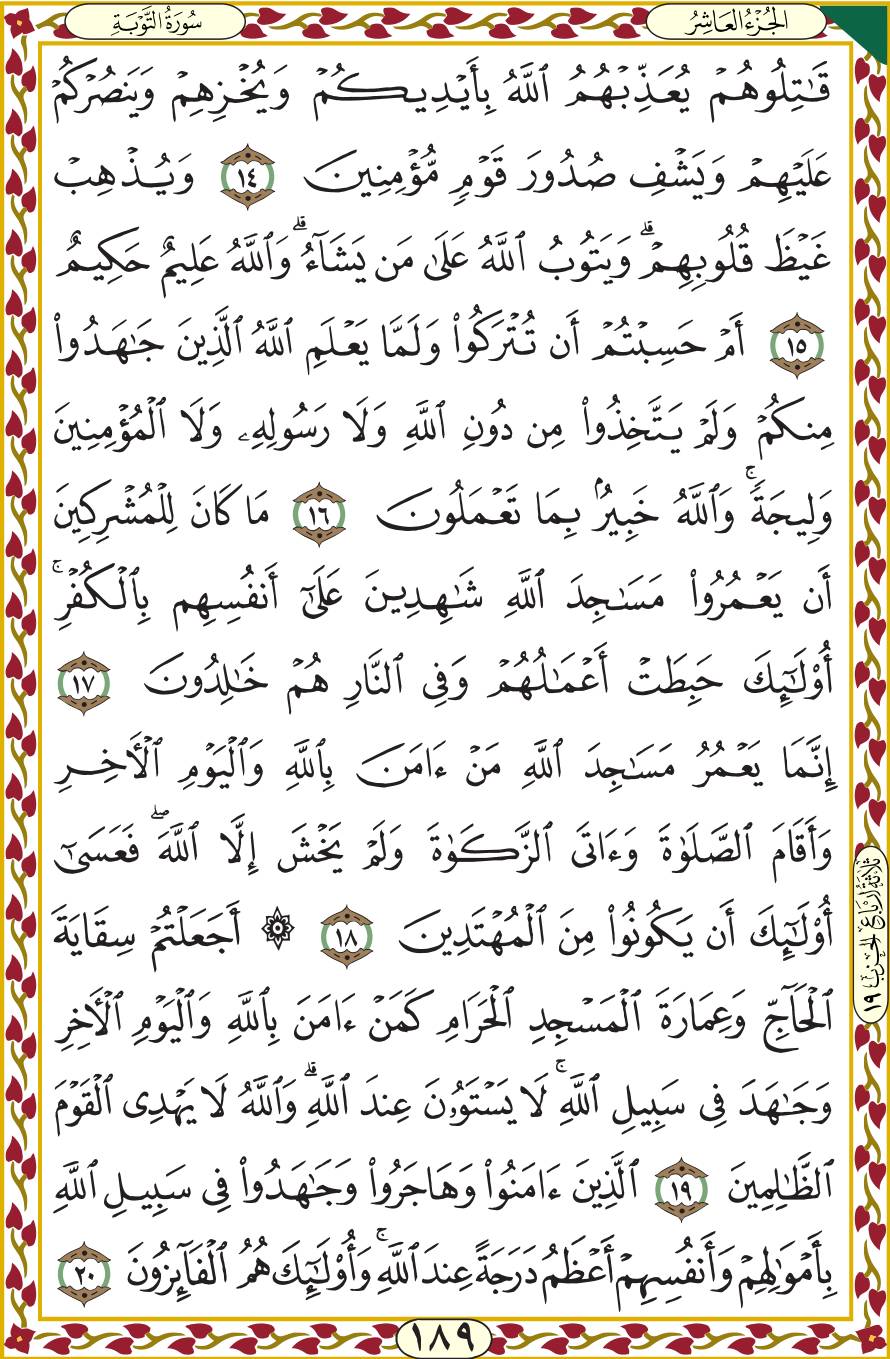 الجُزْءُ العَاشِرُ
سُورَةُ التَّوْبَةِ
قَٰتِلُوهُمْ يُعَذِّبْهُمُ ٱللَّهُ بِأَيْدِيكُمْ وَيُخْزِهِمْ وَيَنصُرْكُمْ
عَلَيْهِمْ وَيَشْفِ صُدُورَ قَوْمٍ مُّؤْمِنِينَ ١٤ وَيُذْهِبْ
غَيْظَ قُلُوبِهِمْ ۗ وَيَتُوبُ ٱللَّهُ عَلَىٰ مَن يَشَآءُ ۗ وَٱللَّهُ عَلِيمٌ حَكِيمٌ
١٥ أَمْ حَسِبْتُمْ أَن تُتْرَكُوا۟ وَلَمَّا يَعْلَمِ ٱللَّهُ ٱلَّذِينَ جَٰهَدُوا۟
مِنكُمْ وَلَمْ يَتَّخِذُوا۟ مِن دُونِ ٱللَّهِ وَلَا رَسُولِهِۦ وَلَا ٱلْمُؤْمِنِينَ
وَلِيجَةً ۚ وَٱللَّهُ خَبِيرٌۢ بِمَا تَعْمَلُونَ ١٦ مَا كَانَ لِلْمُشْرِكِينَ
أَن يَعْمُرُوا۟ مَسَٰجِدَ ٱللَّهِ شَٰهِدِينَ عَلَىٰٓ أَنفُسِهِم بِٱلْكُفْرِ ۚ
أُو۟لَٰٓئِكَ حَبِطَتْ أَعْمَٰلُهُمْ وَفِى ٱلنَّارِ هُمْ خَٰلِدُونَ ١٧
إِنَّمَا يَعْمُرُ مَسَٰجِدَ ٱللَّهِ مَنْ ءَامَنَ بِٱللَّهِ وَٱلْيَوْمِ ٱلْأَخِرِ
وَأَقَامَ ٱلصَّلَوٰةَ وَءَاتَى ٱلزَّكَوٰةَ وَلَمْ يَخْشَ إِلَّا ٱللَّهَ ۖ فَعَسَىٰٓ
أُو۟لَٰٓئِكَ أَن يَكُونُوا۟ مِنَ ٱلْمُهْتَدِينَ ١٨ ۞ أَجَعَلْتُمْ سِقَايَةَ
ٱلْحَآجِّ وَعِمَارَةَ ٱلْمَسْجِدِ ٱلْحَرَامِ كَمَنْ ءَامَنَ بِٱللَّهِ وَٱلْيَوْمِ ٱلْأَخِرِ
وَجَٰهَدَ فِى سَبِيلِ ٱللَّهِ ۚ لَا يَسْتَوُۥنَ عِندَ ٱللَّهِ ۗ وَٱللَّهُ لَا يَهْدِى ٱلْقَوْمَ
ٱلظَّٰلِمِينَ ١٩ ٱلَّذِينَ ءَامَنُوا۟ وَهَاجَرُوا۟ وَجَٰهَدُوا۟ فِى سَبِيلِ ٱللَّهِ
بِأَمْوَٰلِهِمْ وَأَنفُسِهِمْ أَعْظَمُ دَرَجَةً عِندَ ٱللَّهِ ۚ وَأُو۟لَٰٓئِكَ هُمُ ٱلْفَآئِزُونَ ٢٠
ثَلَاثَةُ أَرْبَاعِ الحِزْبِ ١٩
١٨٩